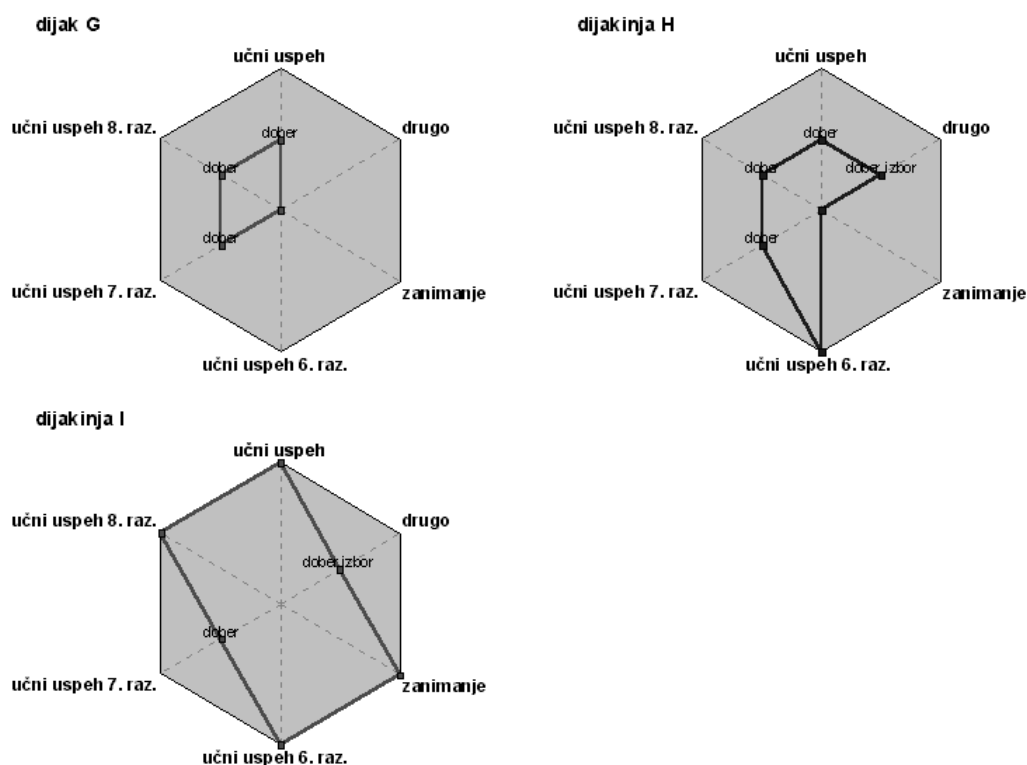 dijak G
učni uspeh
učni uspeh 8. raz.
drugo
dober
dober
dober
učni uspeh 7. raz.
zanimanje
učni uspeh 6. raz.
dijakinja H
učni uspeh
učni uspeh 8. raz.
drugo
dober
dober
dober izbor
dober
učni uspeh 7. raz.
zanimanje
učni uspeh 6. raz.
dijakinja I
učni uspeh
učni uspeh 8. raz.
drugo
dober izbor
dober
učni uspeh 7. raz.
zanimanje
učni uspeh 6. raz.